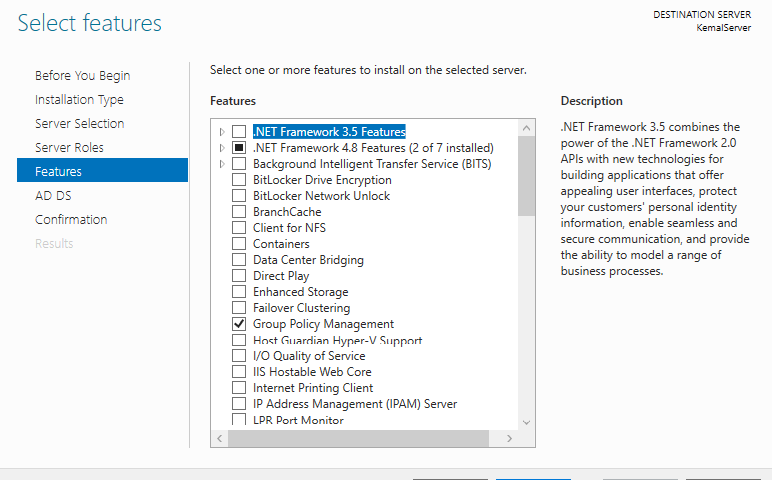 Select features
DESTINATION SERVER
KemalServer
Before You Begin
Installation Type
Server Selection
Server Roles
Features
AD DS
Confirmation
Results
Select one or more features to install on the selected server.
Features
.NET Framework 3.5 Features
.NET Framework 4.8 Features (2 of 7 installed)
Background Intelligent Transfer Service (BITS)
BitLocker Drive Encryption
BitLocker Network Unlock
BranchCache
Client for NFS
Containers
Data Center Bridging
Direct Play
Enhanced Storage
Failover Clustering
Group Policy Management
Host Guardian Hyper-V Support
I/O Quality of Service
IIS Hostable Web Core
Internet Printing Client
IP Address Management (IPAM) Server
LPR Port Monitor
Description
.NET Framework 3.5 combines the
power of the .NET Framework 2.0
APIs with new technologies for
building applications that offer
appealing user interfaces, protect
your customers' personal identity
information, enable seamless and
secure communication, and provide
the ability to model a range of
business processes.